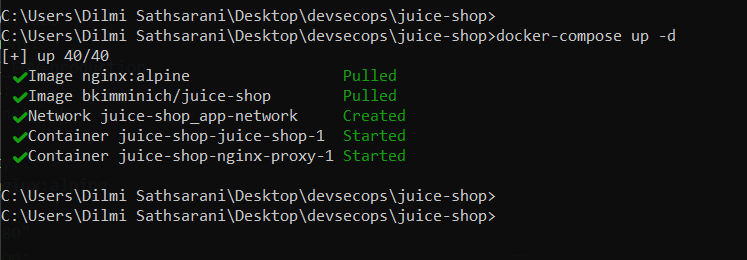 C:\Users\Dilmi Sathsarani\Desktop\devsecops\juice-shop>
C:\Users\Dilmi Sathsarani\Desktop\devsecops\juice-shop>docker-compose up -d
[+] up 40/40
✔Image nginx:alpine Pulled
✔Image bkimminich/juice-shop Pulled
✔Network juice-shop_app-network Created
✔Container juice-shop-juice-shop-1 Started
✔Container juice-shop-nginx-proxy-1 Started
C:\Users\Dilmi Sathsarani\Desktop\devsecops\juice-shop>
C:\Users\Dilmi Sathsarani\Desktop\devsecops\juice-shop>